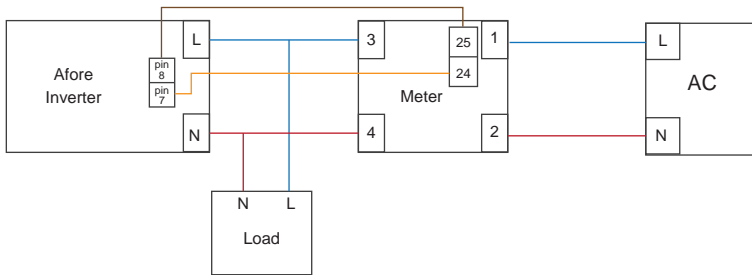 Afore
Inverter
L
pin
8
pin
7
N
3
25
1
24
Meter
4
2
L
AC
N
N L
Load